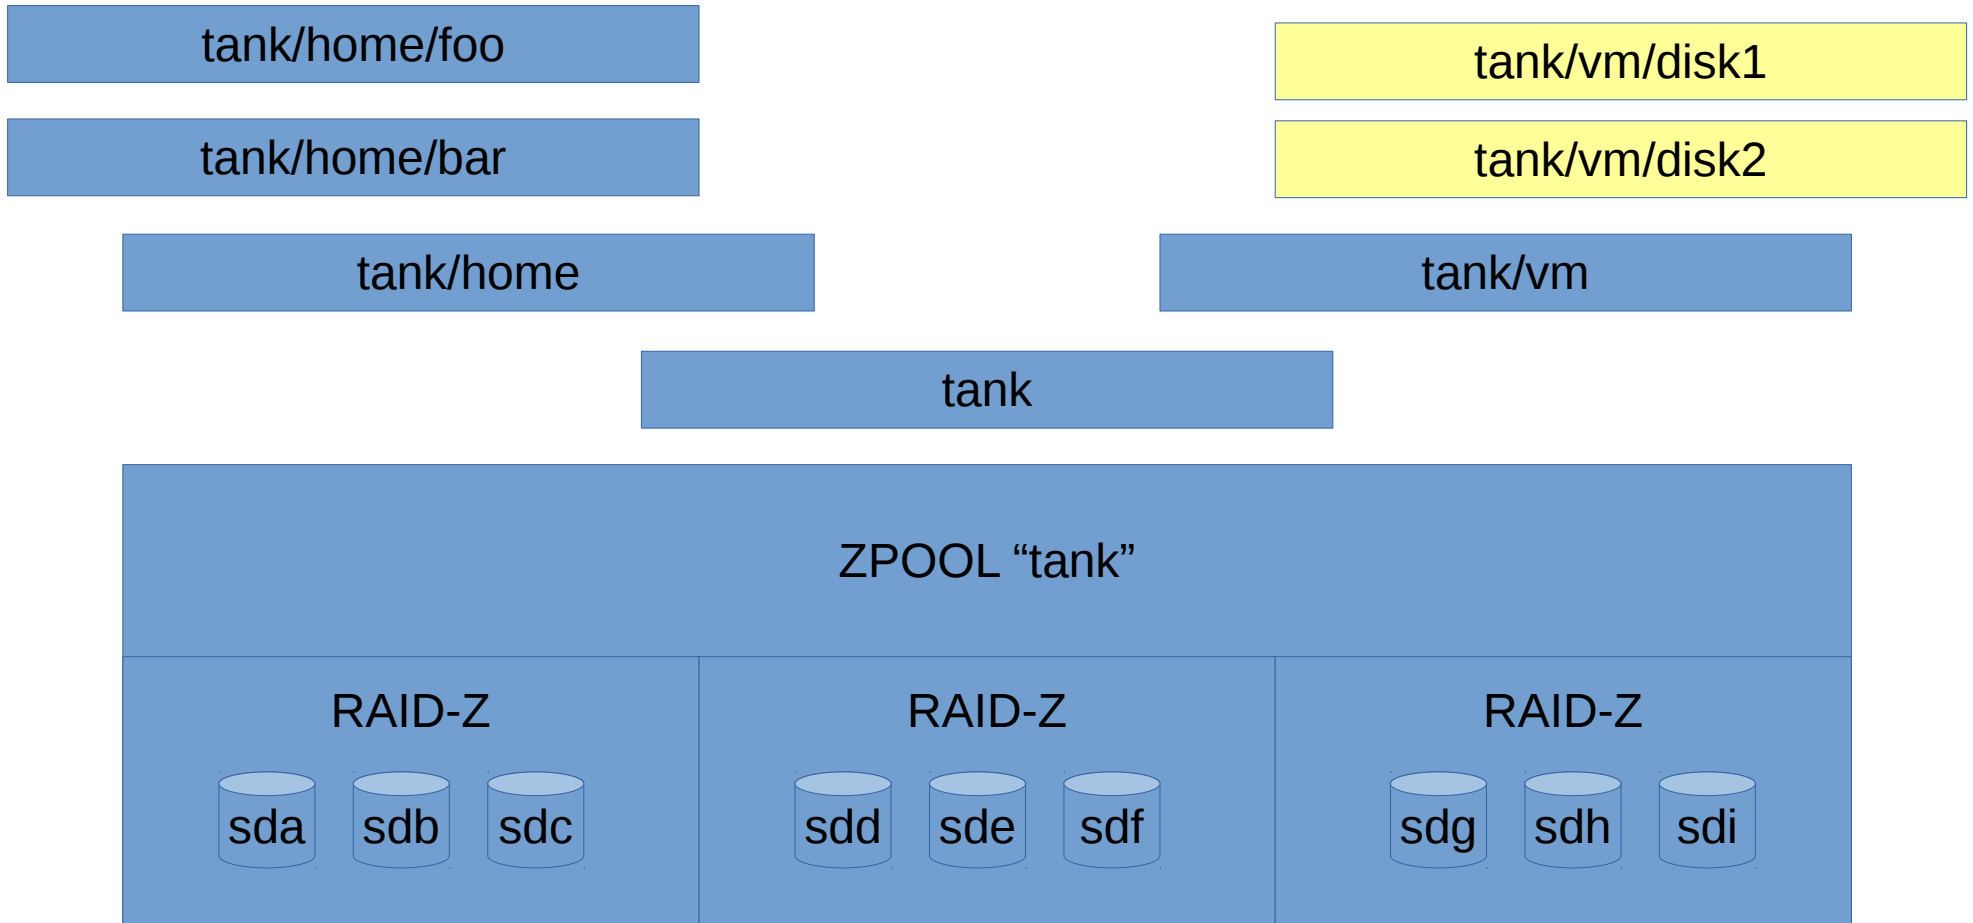 tank/home/foo
tank/vm/disk1
tank/home/bar
tank/vm/disk2
tank/home
tank/vm
tank
ZPOOL “tank”
RAID-Z
RAID-Z
RAID-Z
sda
sdb
sdc
sdd
sde
sdf
sdg
sdh
sdi